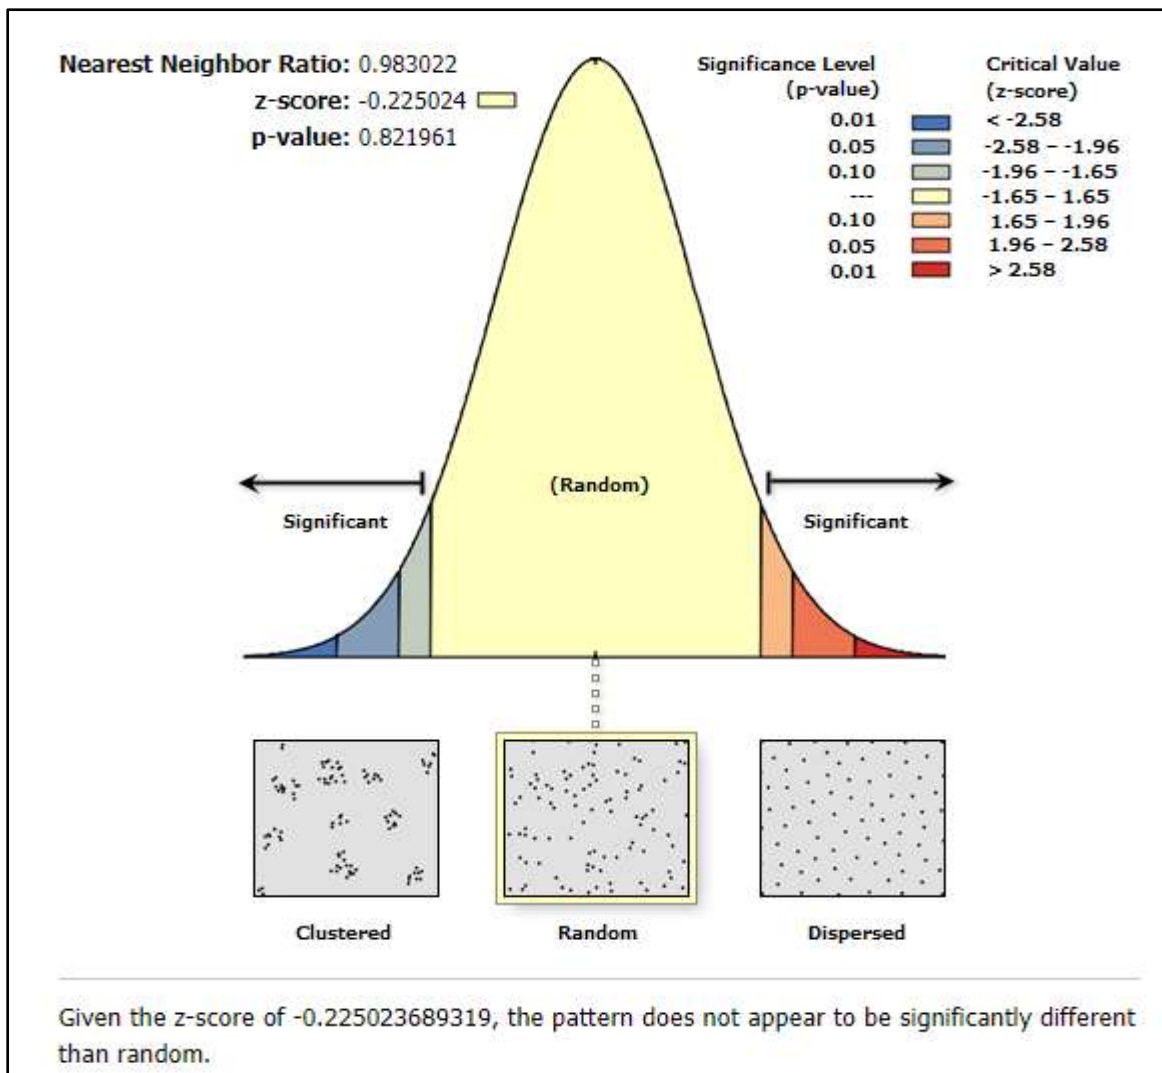 Nearest Neighbor Ratio: 0.983022
z-score: -0.225024
p-value: 0.821961
Significance Level Critical Value
(p-value) (z-score)
0.01 < -2.58
0.05 -2.58 – -1.96
0.10 -1.96 – -1.65
--- -1.65 – 1.65
0.10 1.65 – 1.96
0.05 1.96 – 2.58
0.01 > 2.58
(Random)
Significant Significant
Clustered Random Dispersed
Given the z-score of -0.225023689319, the pattern does not appear to be significantly different
than random.